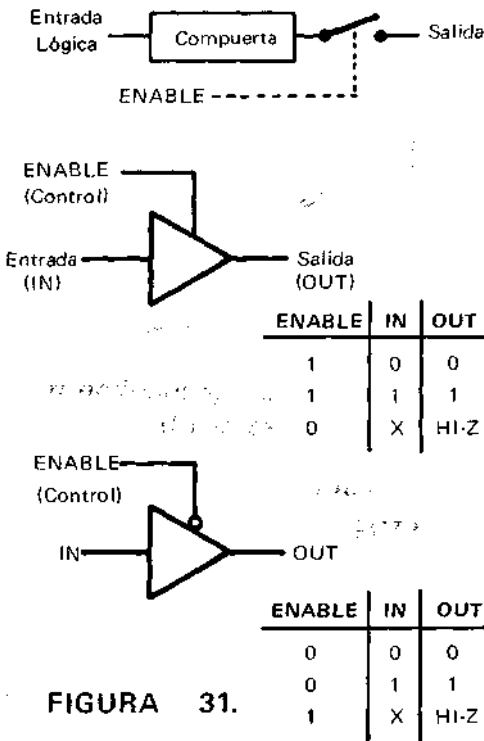 Entrada
Lógica
Compuerta
Salida
ENABLE
ENABLE
(Control)
Entrada
(IN)
Salida
(OUT)
ENABLE IN OUT
1 0 0
1 1 1
0 X HI-Z
ENABLE
(Control)
IN
OUT
ENABLE IN OUT
0 0 0
0 1 1
1 X HI-Z
FIGURA 31.